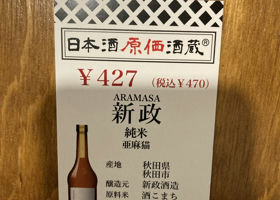 日本酒原価酒蔵®
￥427（税込￥470）
ARAMASA
新政
純米
亜麻猫
産地 秋田県
秋田市
醸造元 新政酒造
原料米 酒こまち